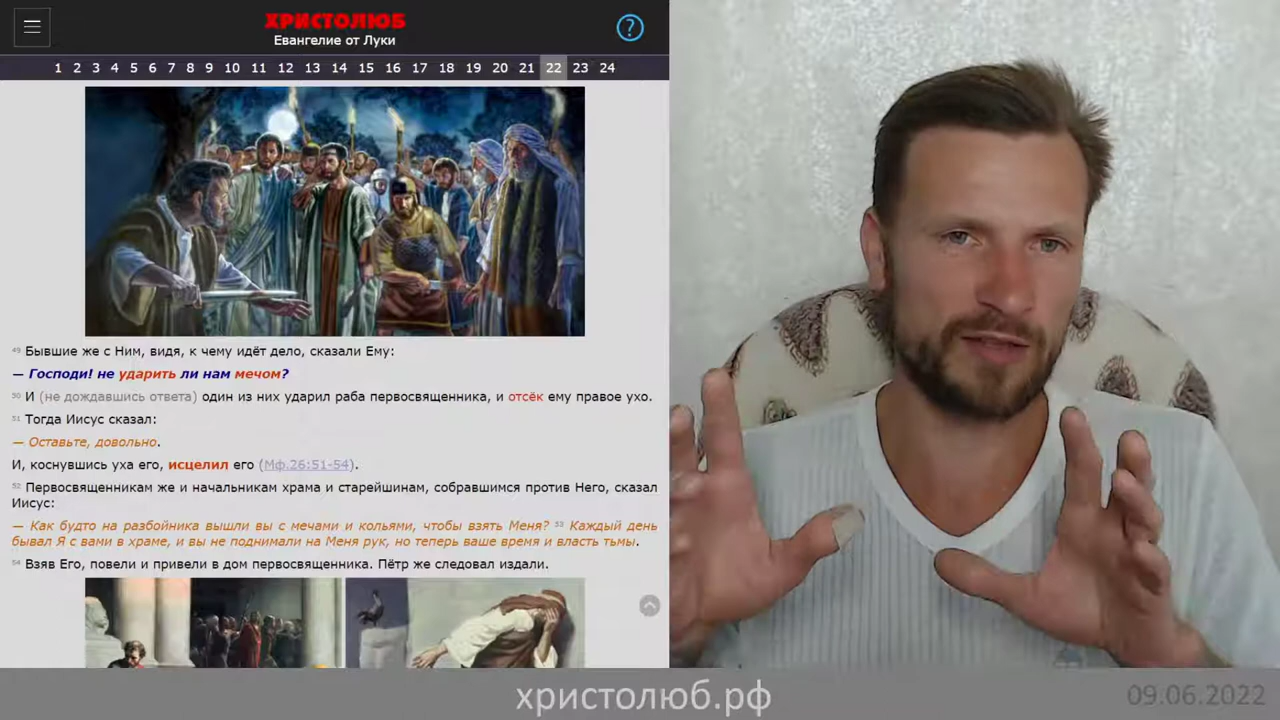 ХРИСТОЛЮБ
Евангелие от Луки
?
1 2 3 4 5 6 7 8 9 10 11 12 13 14 15 16 17 18 19 20 21 22 23 24
49 Бывшие же с Ним, видя, к чему идёт дело, сказали Ему:
— Господи! не ударить ли нам мечом?
50 И (не дождавшись ответа) один из них ударил раба первосвященника, и отсёк ему правое ухо.
51 Тогда Иисус сказал:
— Оставьте, довольно.
И, коснувшись уха его, исцелил его (Мф.26:51-54).
52 Первосвященникам же и начальникам храма и старейшинам, собравшимся против Него, сказал
Иисус:
— Как будто на разбойника вышли вы с мечами и кольями, чтобы взять Меня? 53 Каждый день
бывал Я с вами в храме, и вы не поднимали на Меня рук, но теперь ваше время и власть тьмы.
54 Взяв Его, повели и привели в дом первосвященника. Пётр же следовал издали.
христолюб.рф
09.06.2022